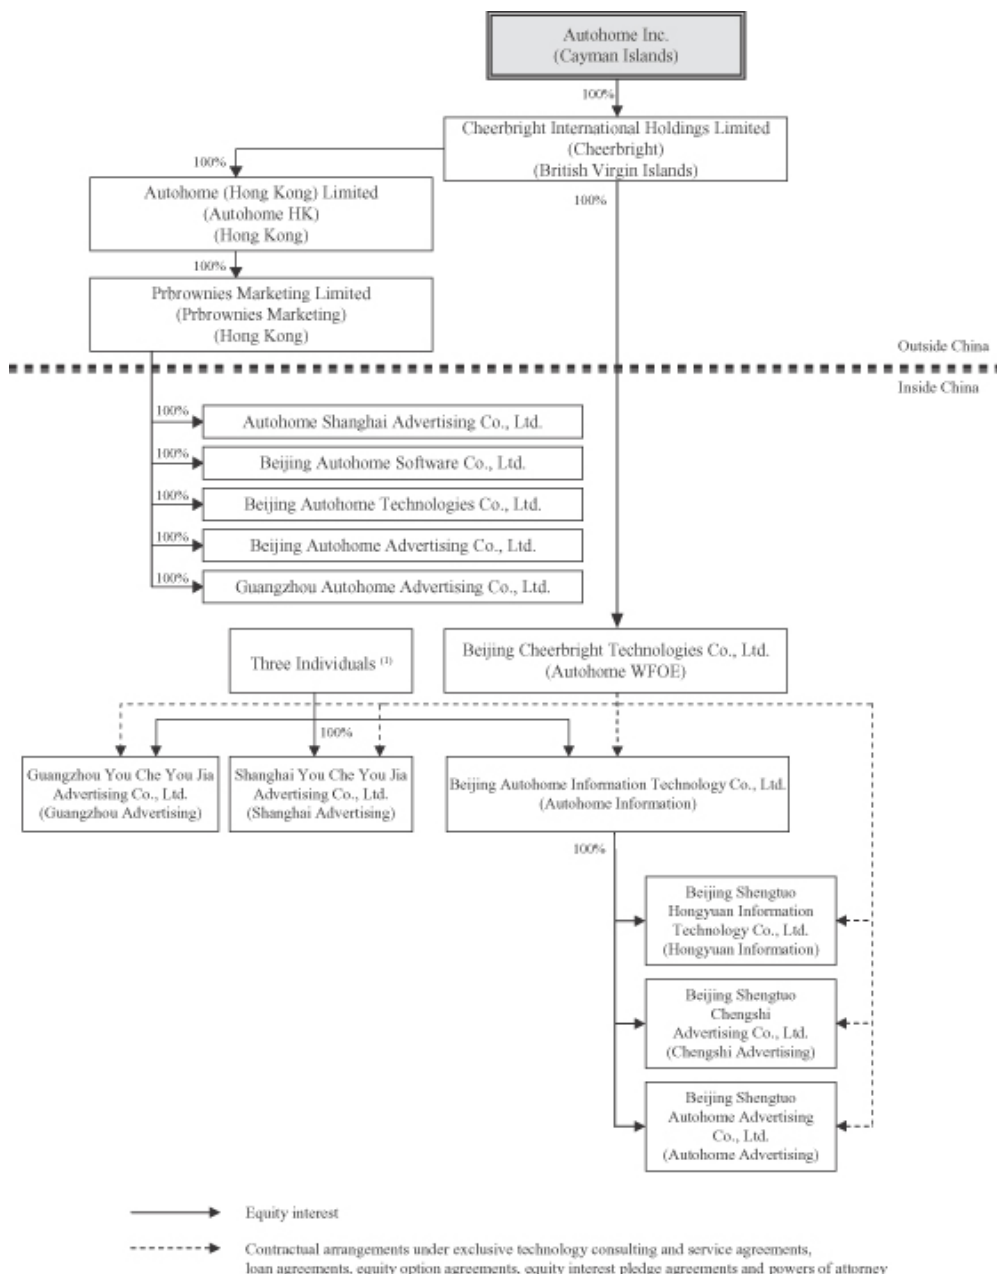 Autohome Inc.
(Cayman Islands)
100%
Cheerbright International Holdings Limited
(Cheerbright)
(British Virgin Islands)
100%
100%
Autohome (Hong Kong) Limited
(Autohome HK)
(Hong Kong)
100%
Prbrownies Marketing Limited
(Prbrownies Marketing)
(Hong Kong)
Outside China
Inside China
100%
Autohome Shanghai Advertising Co., Ltd.
100%
Beijing Autohome Software Co., Ltd.
100%
Beijing Autohome Technologies Co., Ltd.
100%
Beijing Autohome Advertising Co., Ltd.
100%
Guangzhou Autohome Advertising Co., Ltd.
Three Individuals (1)
Beijing Cheerbright Technologies Co., Ltd.
(Autohome WFOE)
100%
Guangzhou You Che You Jia
Advertising Co., Ltd.
(Guangzhou Advertising)
Shanghai You Che You Jia
Advertising Co., Ltd.
(Shanghai Advertising)
Beijing Autohome Information Technology Co., Ltd.
(Autohome Information)
100%
Beijing Shengtuo
Hongyuan Information
Technology Co., Ltd.
(Hongyuan Information)
Beijing Shengtuo
Chengshi
Advertising Co., Ltd.
(Chengshi Advertising)
Beijing Shengtuo
Autohome Advertising
Co., Ltd.
(Autohome Advertising)
Equity interest
Contractual arrangements under exclusive technology consulting and service agreements,
loan agreements, equity option agreements, equity interest pledge agreements and powers of attorney